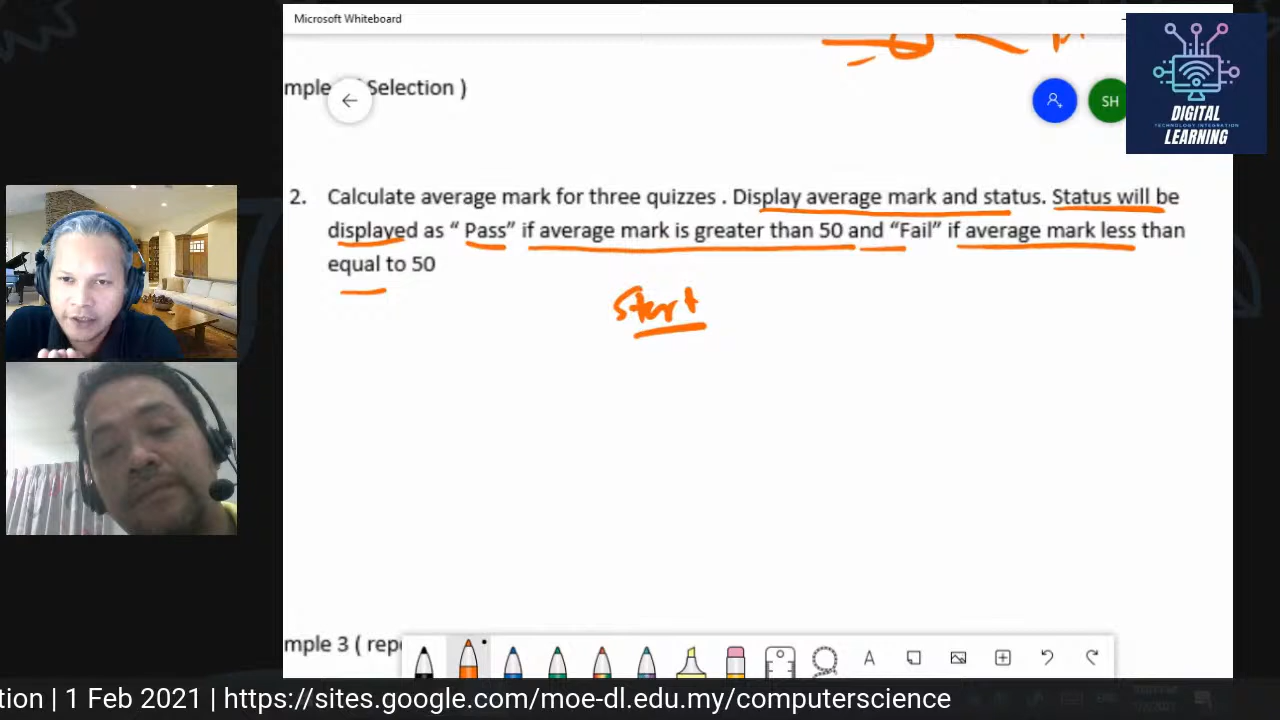 Microsoft Whiteboard
mple
Selection )
SH
DIGITAL
TECHNOLOGY INTEGRATION
LEARNING
2. Calculate average mark for three quizzes . Display average mark and status. Status will be
displayed as “ Pass” if average mark is greater than 50 and “Fail” if average mark less than
equal to 50
Start
mple 3 ( rep
A
tion | 1 Feb 2021 | https://sites.google.com/moe-dl.edu.my/computerscience